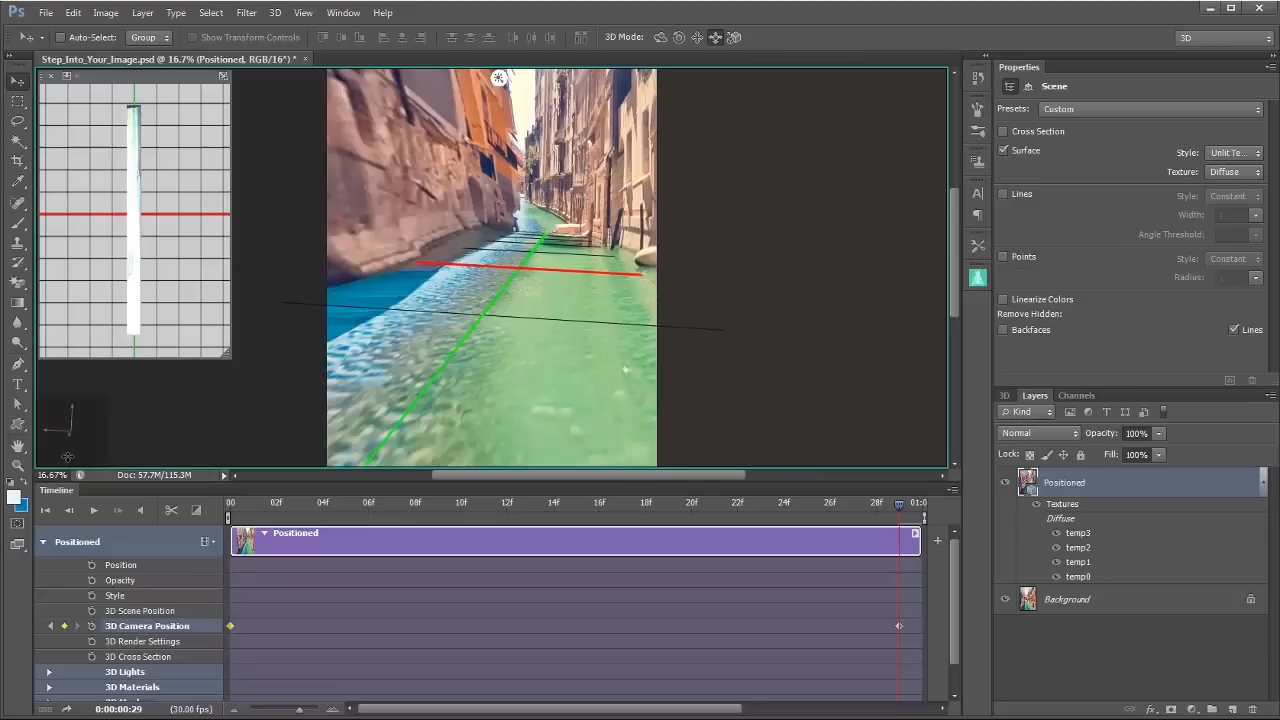 Ps File Edit Image Layer Type Select Filter 3D View Window Help
Auto-Select: Group Show Transform Controls 3D Mode: 3D
Step_Into_Your_Image.psd @ 16.7% (Positioned, RGB/16*) *
Properties
Scene
Presets: Custom
Cross Section
Surface Style: Unlit Te...
Texture: Diffuse
Lines Style: Constant
Width:
Angle Threshold:
Points Style: Constant
Radius:
Linearize Colors
Remove Hidden:
Backfaces Lines
3D Layers Channels
Kind
Normal Opacity: 100%
Lock: Fill: 100%
Positioned
Textures
Diffuse
temp3
temp2
temp1
temp0
Background
16.67% Doc: 57.7M/115.3M
Timeline
00 02F 04F 06F 08F 10F 12F 14F 16F 18F 20F 22F 24F 26F 28F 01:0
Positioned Positioned
Position
Opacity
Style
3D Scene Position
3D Camera Position
3D Render Settings
3D Cross Section
3D Lights
3D Materials
0:00:00:29 (30.00 fps)